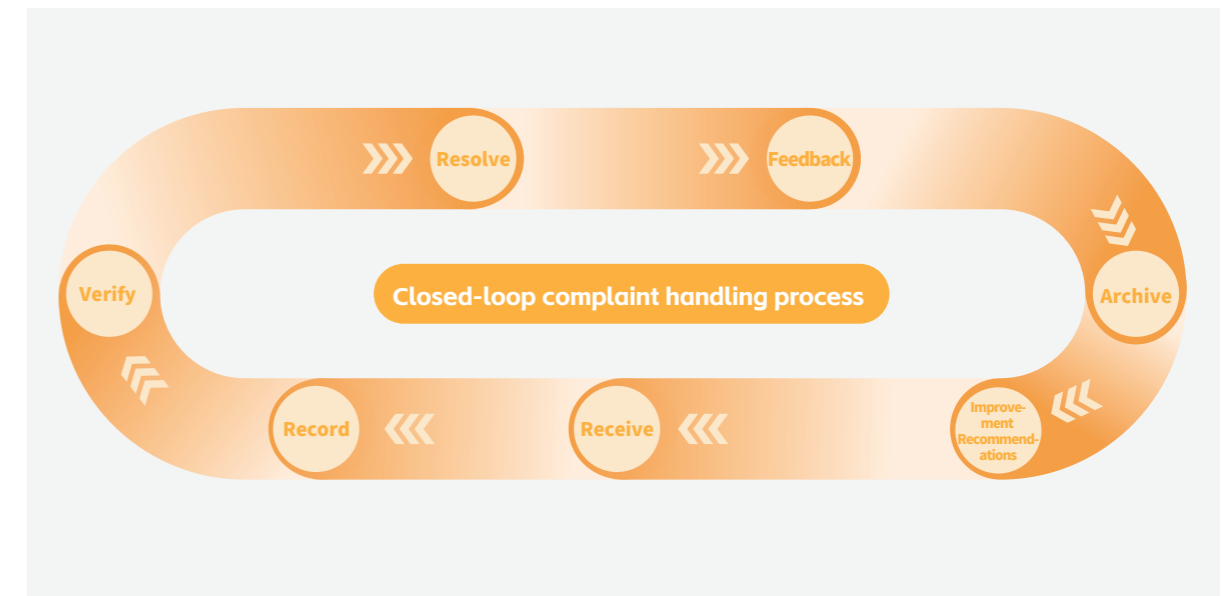 Resolve
Feedback
Verify
Closed-loop complaint handling process
Archive
Record
Receive
Improve-
ment
Recommend-
ations